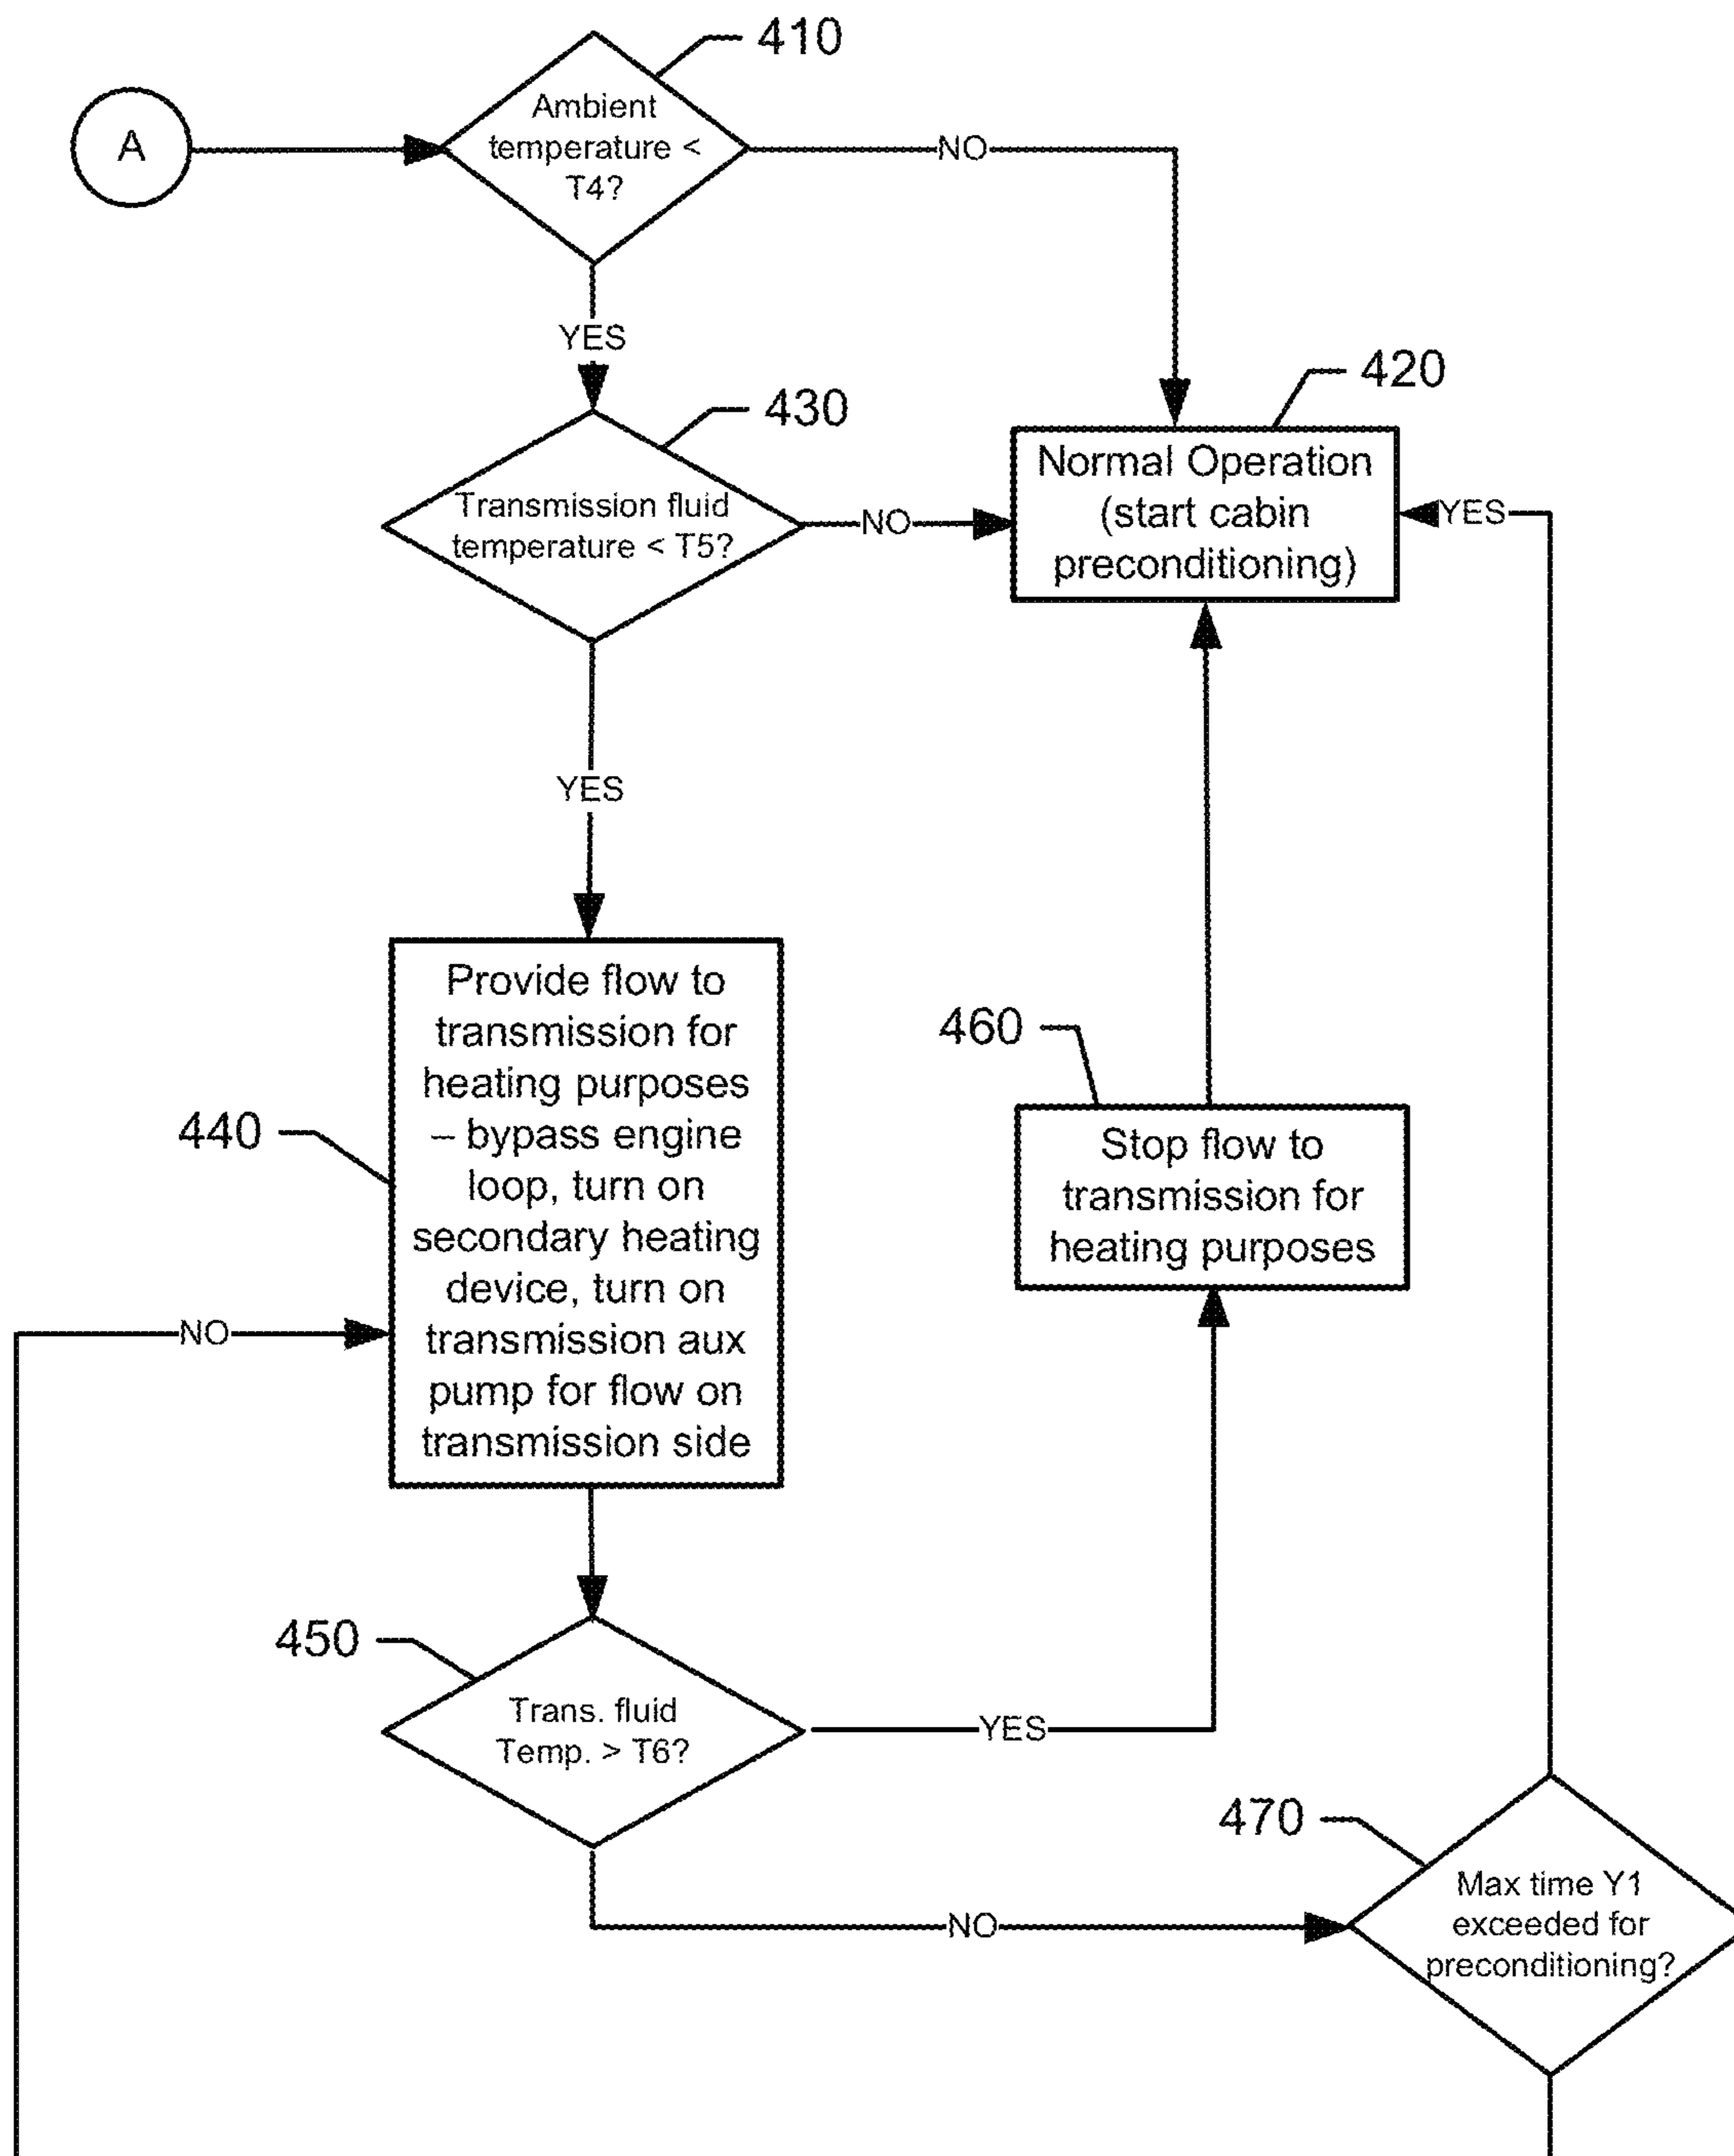 410
A
Ambient
temperature <
T4?
NO
YES
420
430
Normal Operation
(start cabin
preconditioning)
YES
Transmission fluid
temperature < T5?
NO
YES
Provide flow to
transmission for
heating purposes
– bypass engine
loop, turn on
secondary heating
device, turn on
transmission aux
pump for flow on
transmission side
440
460
Stop flow to
transmission for
heating purposes
NO
450
Trans. fluid
Temp. > T6?
YES
470
Max time Y1
exceeded for
preconditioning?
NO